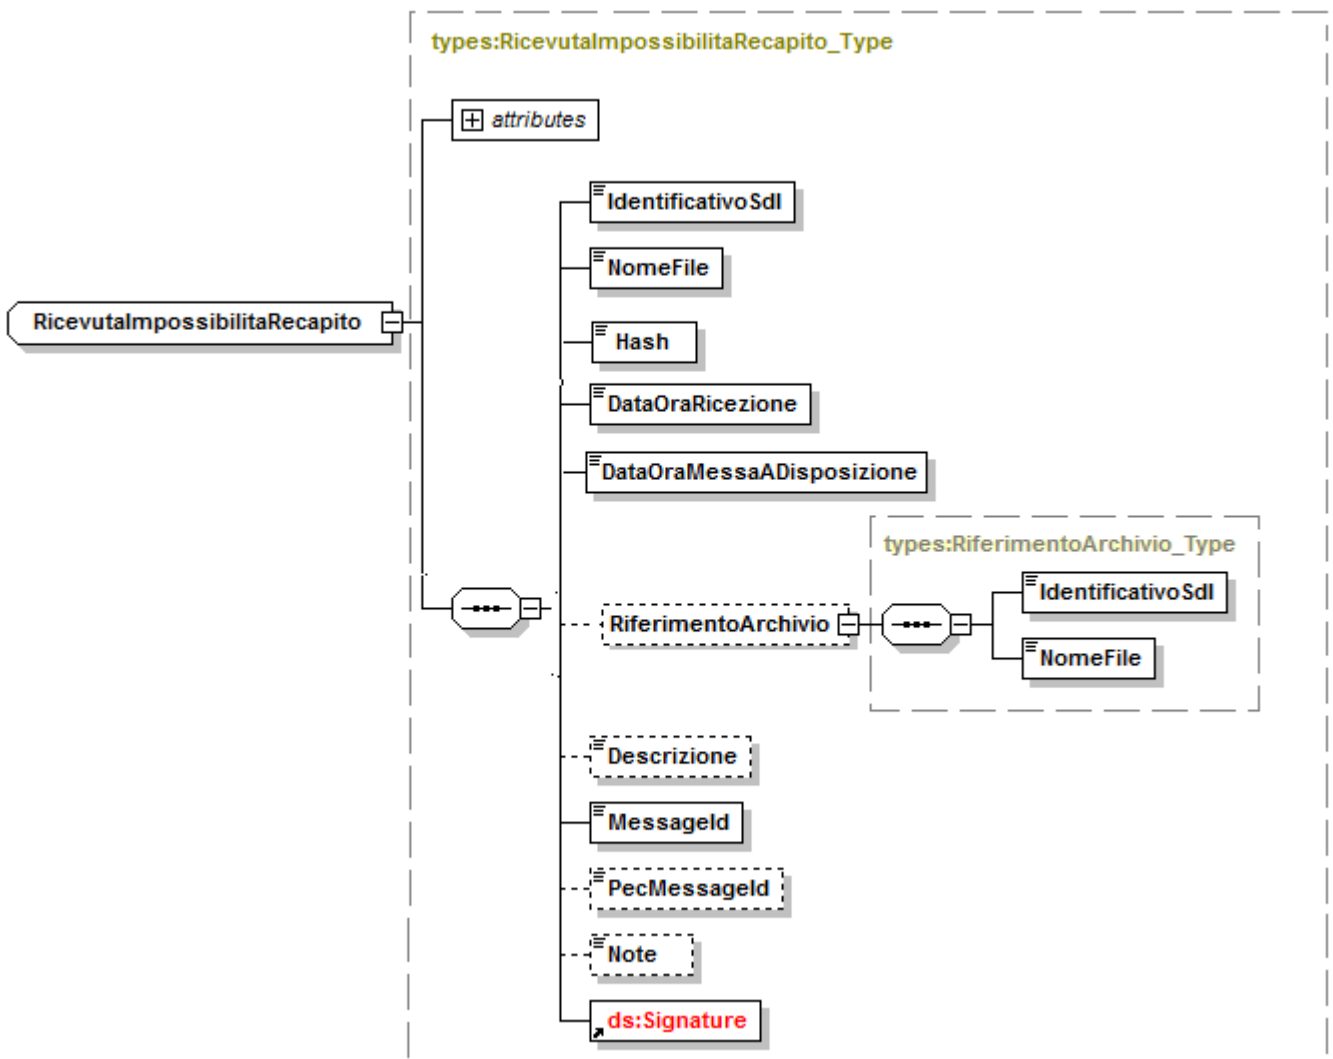 types:RicevutaImpossibilitaRecapito_Type
attributes
IdentificativoSdI
NomeFile
RicevutaImpossibilitaRecapito
Hash
DataOraRicezione
DataOraMessaADisposizione
types:RiferimentoArchivio_Type
IdentificativoSdI
RiferimentoArchivio
NomeFile
Descrizione
MessageId
PecMessageId
Note
ds:Signature